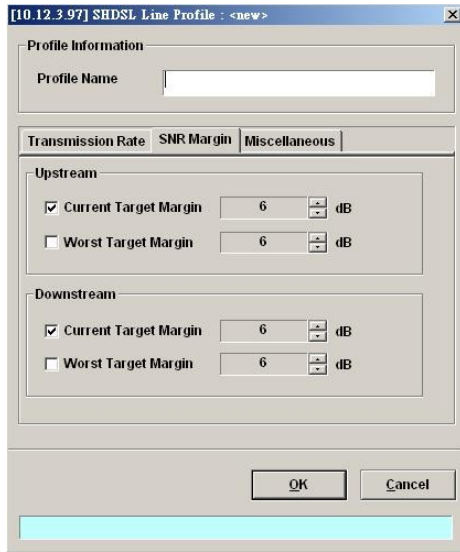 [10.12.3.97] SHDSL Line Profile : <new>
Profile Information
Profile Name
Transmission Rate SNR Margin Miscellaneous
Upstream
Current Target Margin 6 dB
Worst Target Margin 6 dB
Downstream
Current Target Margin 6 dB
Worst Target Margin 6 dB
OK Cancel